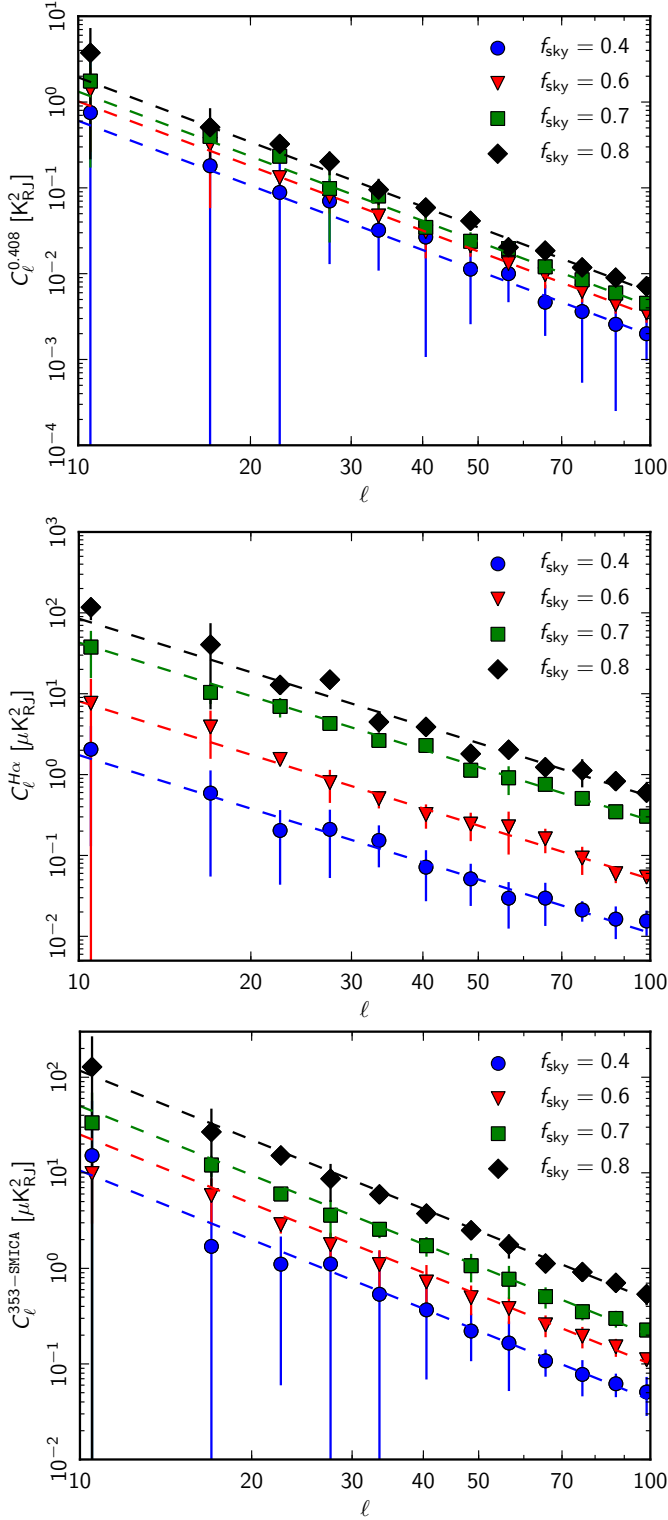 10¹
f_sky = 0.4
f_sky = 0.6
10⁰
f_sky = 0.7
f_sky = 0.8
10⁻¹
C_ℓ^0.408 [K²_RJ]
10⁻²
10⁻³
10⁻⁴
10 20 30 40 50 70 100
ℓ
10³
f_sky = 0.4
f_sky = 0.6
10²
f_sky = 0.7
f_sky = 0.8
10¹
C_ℓ^Hα [μK²_RJ]
10⁰
10⁻¹
10⁻²
10 20 30 40 50 70 100
ℓ
f_sky = 0.4
10²
f_sky = 0.6
f_sky = 0.7
f_sky = 0.8
10¹
C_ℓ^353−SMICA [μK²_RJ]
10⁰
10⁻¹
10⁻²
10 20 30 40 50 70 100
ℓ